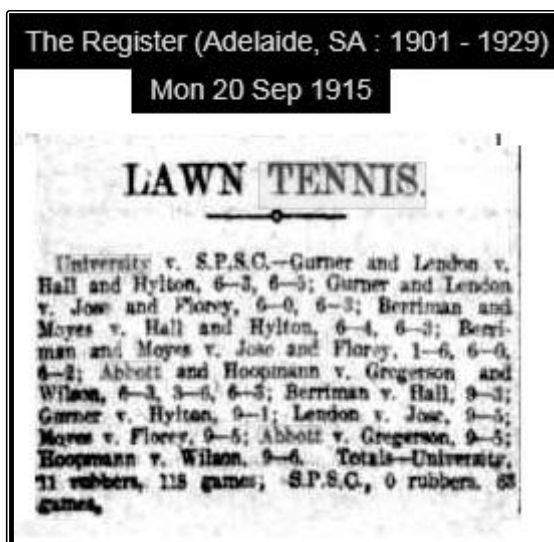 The Register (Adelaide, SA : 1901 - 1929)
Mon 20 Sep 1915
LAWN TENNIS.
University v. S.P.S.C.—Gurner and Lendon v.
Hall and Hylton, 6—3, 6—5; Gurner and Lendon
v. Jose and Florey, 6—0, 6—3; Berriman and
Moyes v. Hall and Hylton, 6—4, 6—3; Berri-
man and Moyes v. Jose and Florey, 1—6, 6—0,
6—2; Abbott and Hoopmann v. Gregerson and
Wilson, 6—3, 3—6, 6—3; Berriman v. Hall, 9—3;
Gurner v. Hylton, 9—1; Lendon v. Jose, 9—5;
Moyes v. Florey, 9—5; Abbott v. Gregerson, 9—5;
Hoopmann v. Wilson, 9—6. Totals—University,
11 rubbers, 118 games; S.P.S.C., 0 rubbers, 63
games.